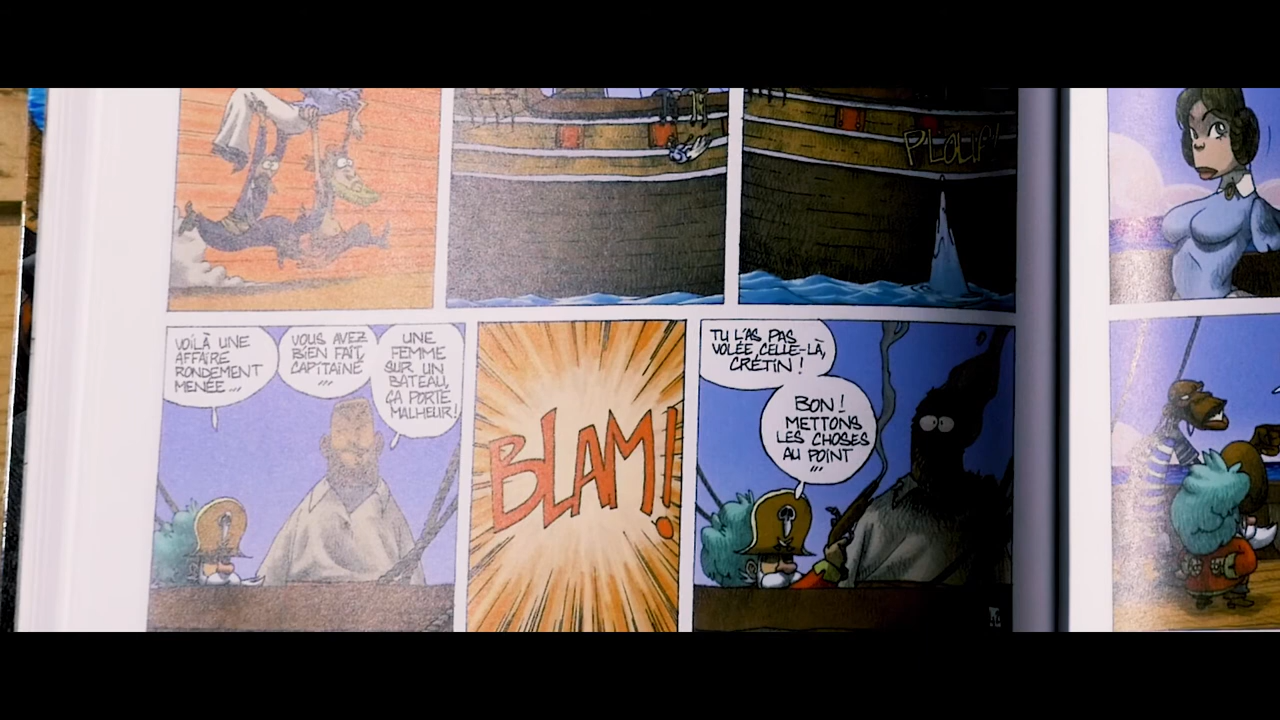 PLOUF!
VOILÀ UNE
AFFAIRE
RONDEMENT
MENÉE...
VOUS AVEZ
BIEN FAIT,
CAPITAINE
...
UNE
FEMME
SUR UN
BATEAU,
ÇA PORTE
MALHEUR!
BLAM!
TU L'AS PAS
VOLÉE, CELLE-LÀ,
CRÉTIN!
BON!
METTONS
LES CHOSES
AU POINT
...